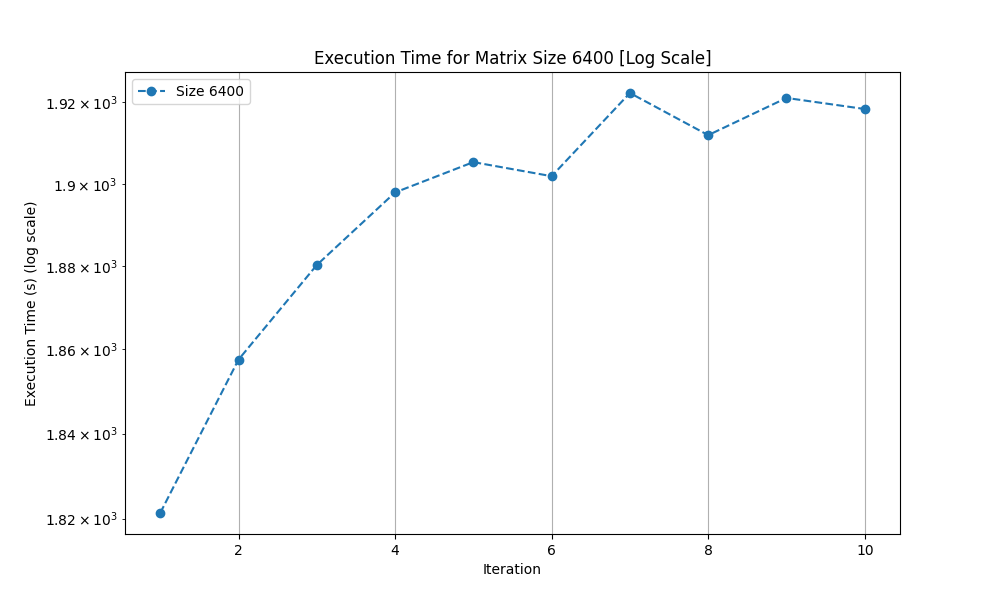 Execution Time for Matrix Size 6400 [Log Scale]
Size 6400
Execution Time (s) (log scale)
1.92 × 10³
1.9 × 10³
1.88 × 10³
1.86 × 10³
1.84 × 10³
1.82 × 10³
2 4 6 8 10
Iteration